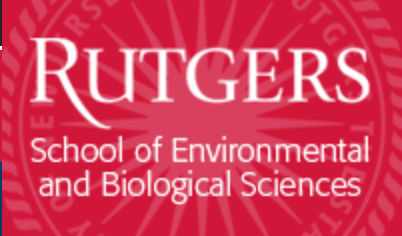 RUTGERS
School of Environmental
and Biological Sciences